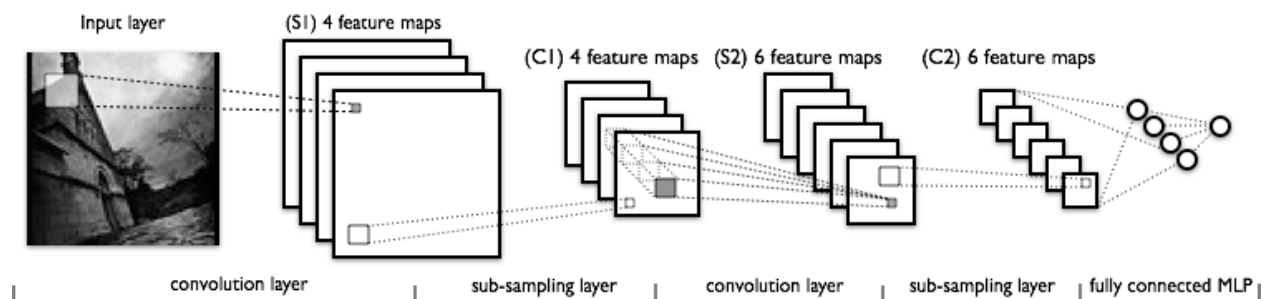 Input layer
(S1) 4 feature maps
(C1) 4 feature maps
(S2) 6 feature maps
(C2) 6 feature maps
convolution layer
sub-sampling layer
convolution layer
sub-sampling layer
fully connected MLP